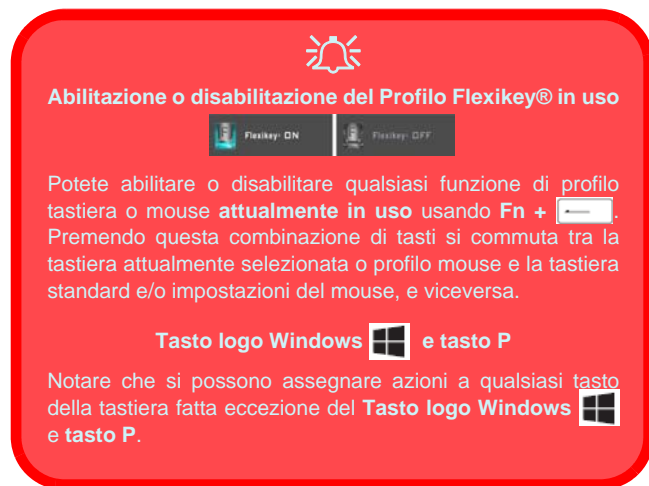 Abilitazione o disabilitazione del Profilo Flexikey® in uso
Flexikey: ON Flexikey: OFF
Potete abilitare o disabilitare qualsiasi funzione di profilo
tastiera o mouse attualmente in uso usando Fn + .
Premendo questa combinazione di tasti si commuta tra la
tastiera attualmente selezionata o profilo mouse e la tastiera
standard e/o impostazioni del mouse, e viceversa.
Tasto logo Windows e tasto P
Notare che si possono assegnare azioni a qualsiasi tasto
della tastiera fatta eccezione del Tasto logo Windows
e tasto P.